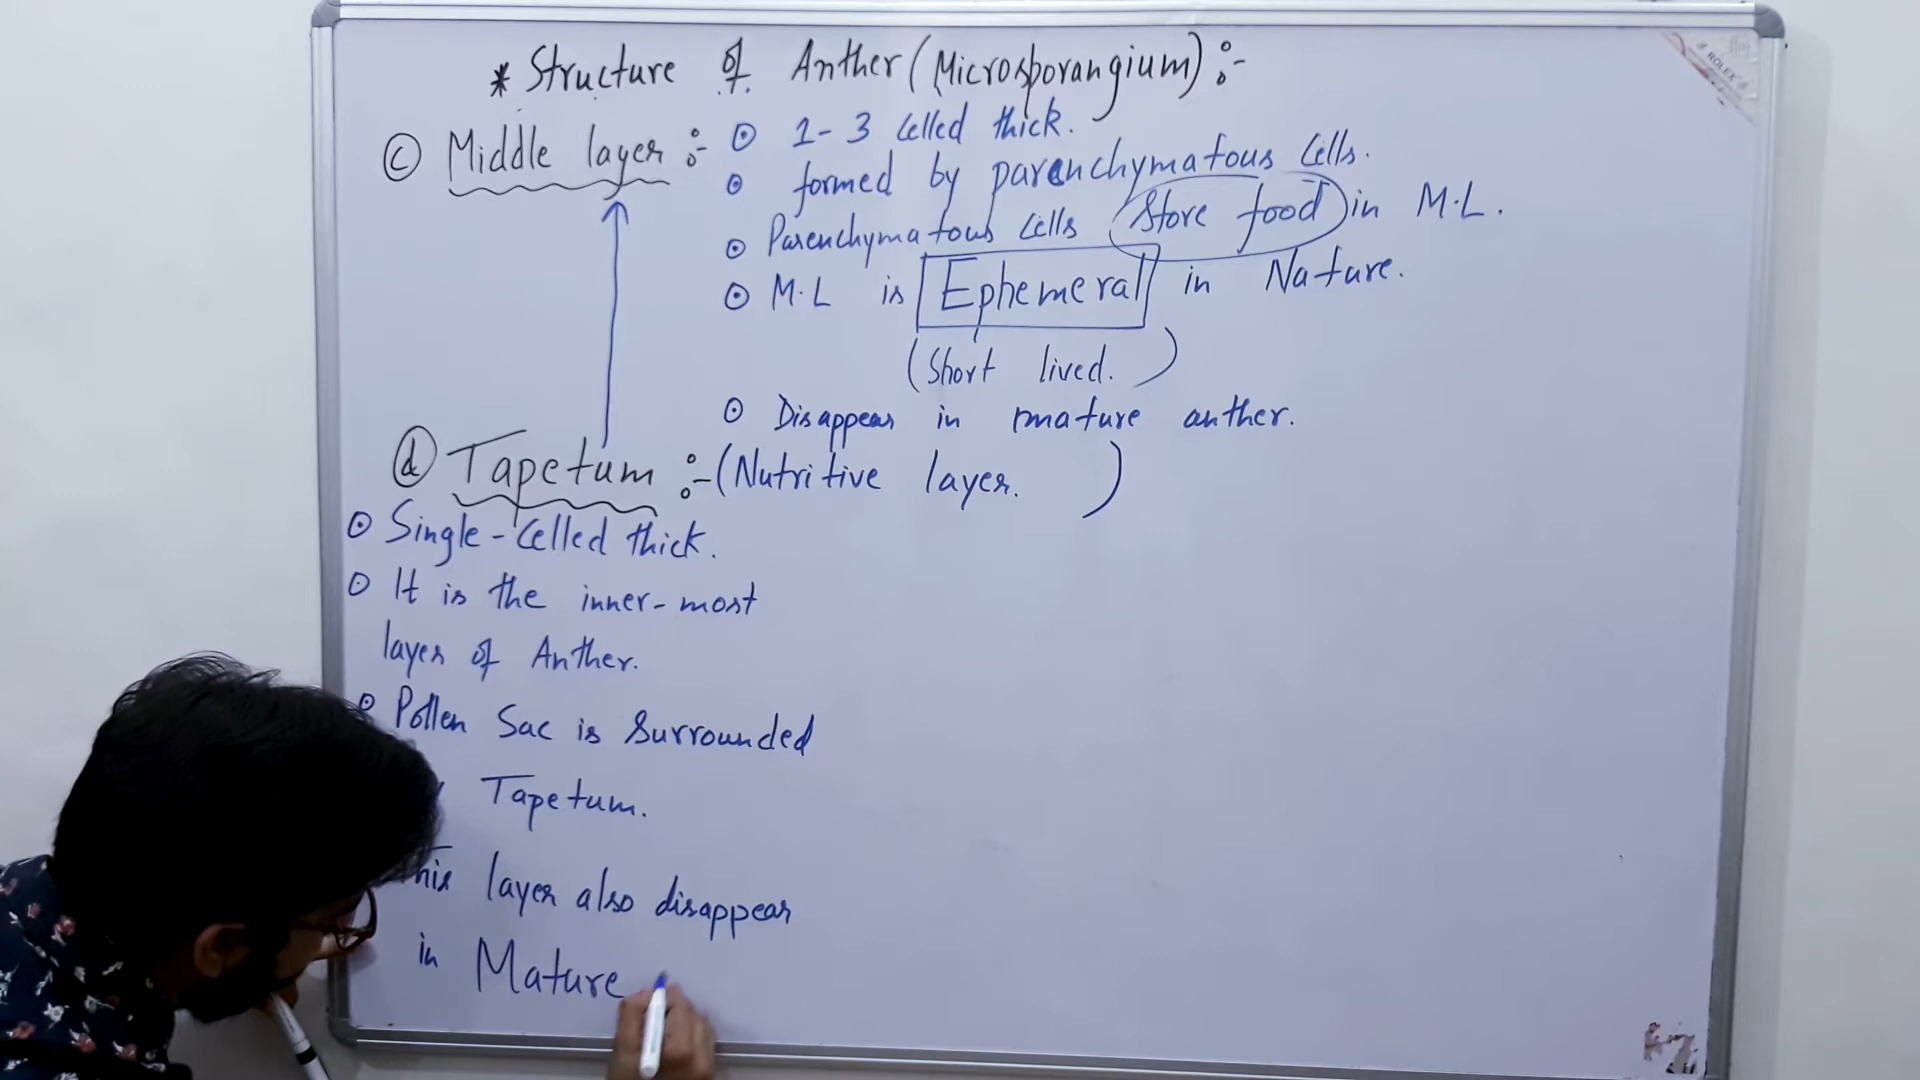 * Structure of Anther (Microsporangium) :-
ⓒ Middle layer :- ⊙ 1-3 Celled thick.
⊙ formed by parenchymatous Cells.
⊙ Parenchymatous Cells Store food in M.L.
⊙ M.L is Ephemeral in Nature.
(Short lived. )
⊙ Disappear in mature anther.
ⓓ Tapetum :- (Nutritive layer. )
⊙ Single-Celled thick.
⊙ It is the inner-most
layer of Anther.
⊙ Pollen Sac is Surrounded
Tapetum.
This layer also disappear
in Mature
ROLEX